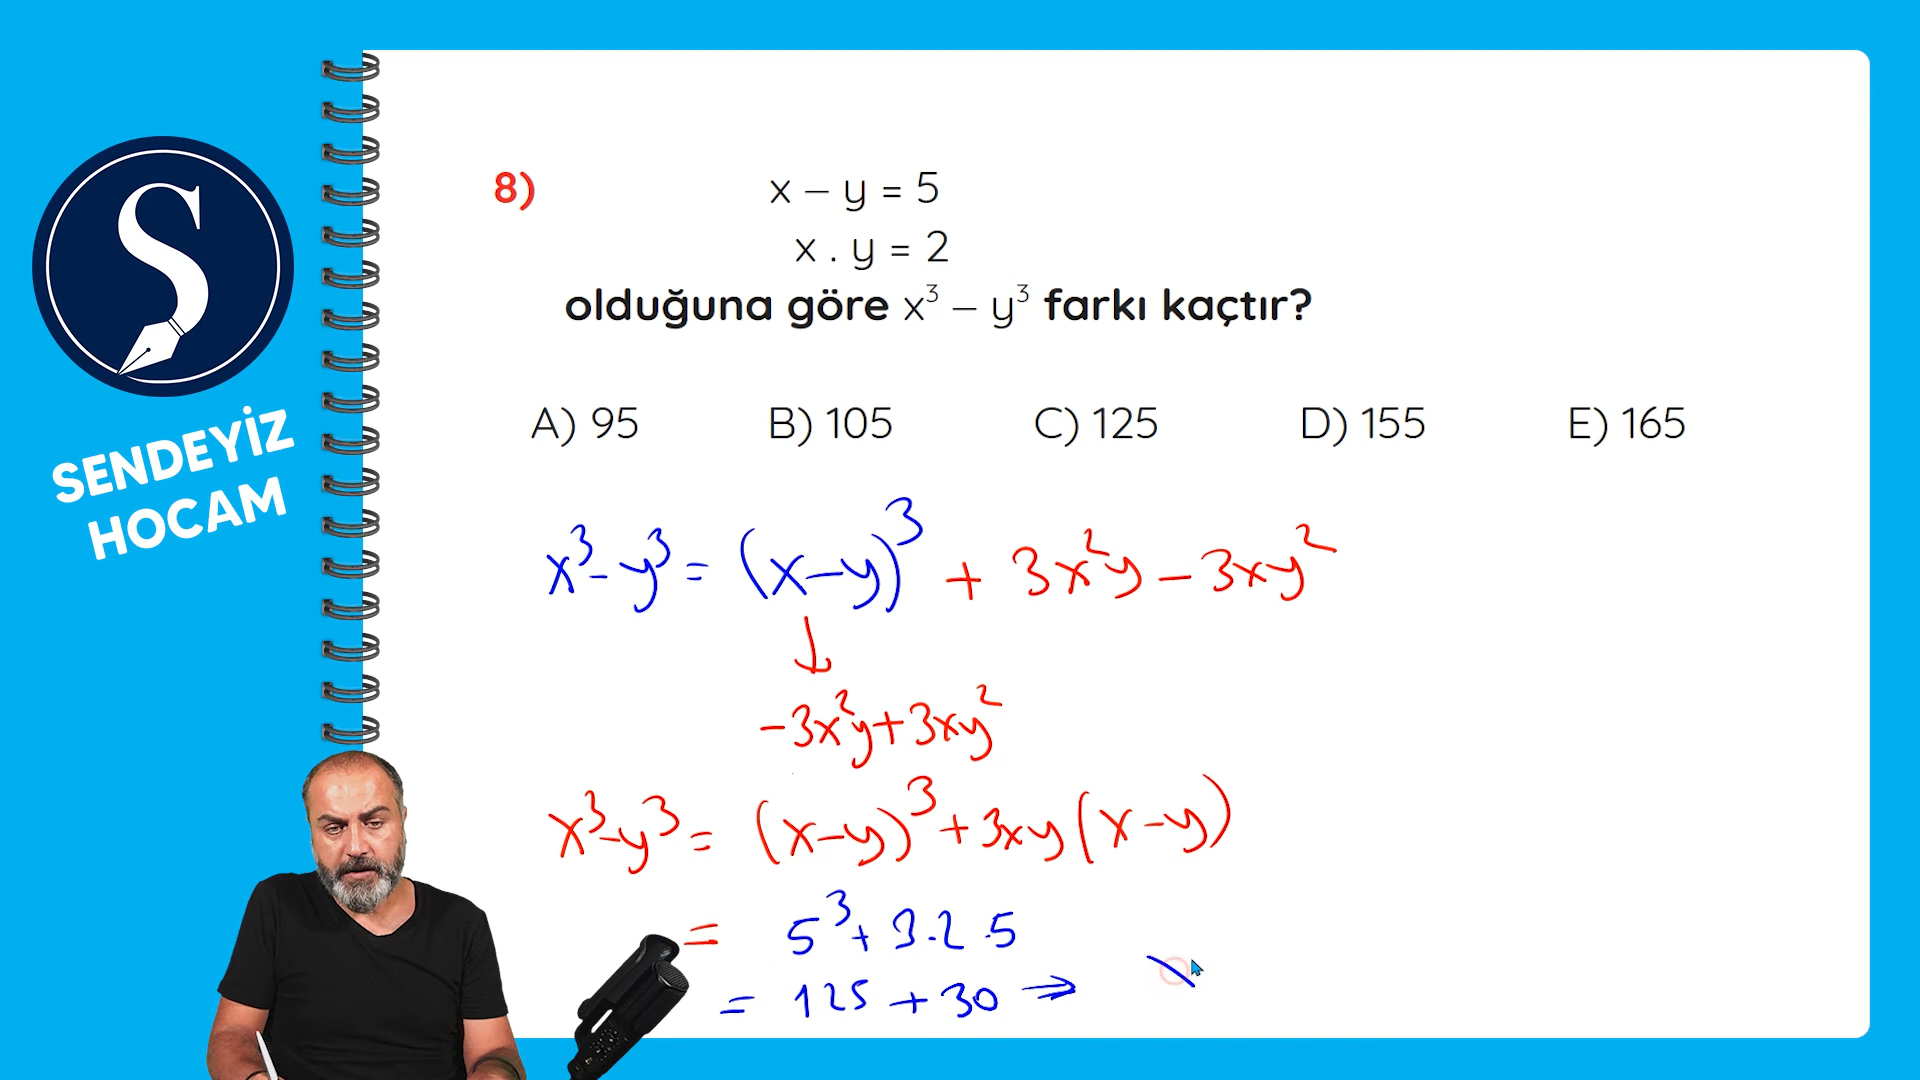 SENDEYİZ
HOCAM
8)
x – y = 5
x . y = 2
olduğuna göre x³ – y³ farkı kaçtır?
A) 95 B) 105 C) 125 D) 155 E) 165
x³ - y³ = (x-y)³ + 3x²y - 3xy²
↓
-3x²y + 3xy²
x³ - y³ = (x-y)³ + 3xy (x-y)
= 5³ + 3.2.5
= 125 + 30 ⇒